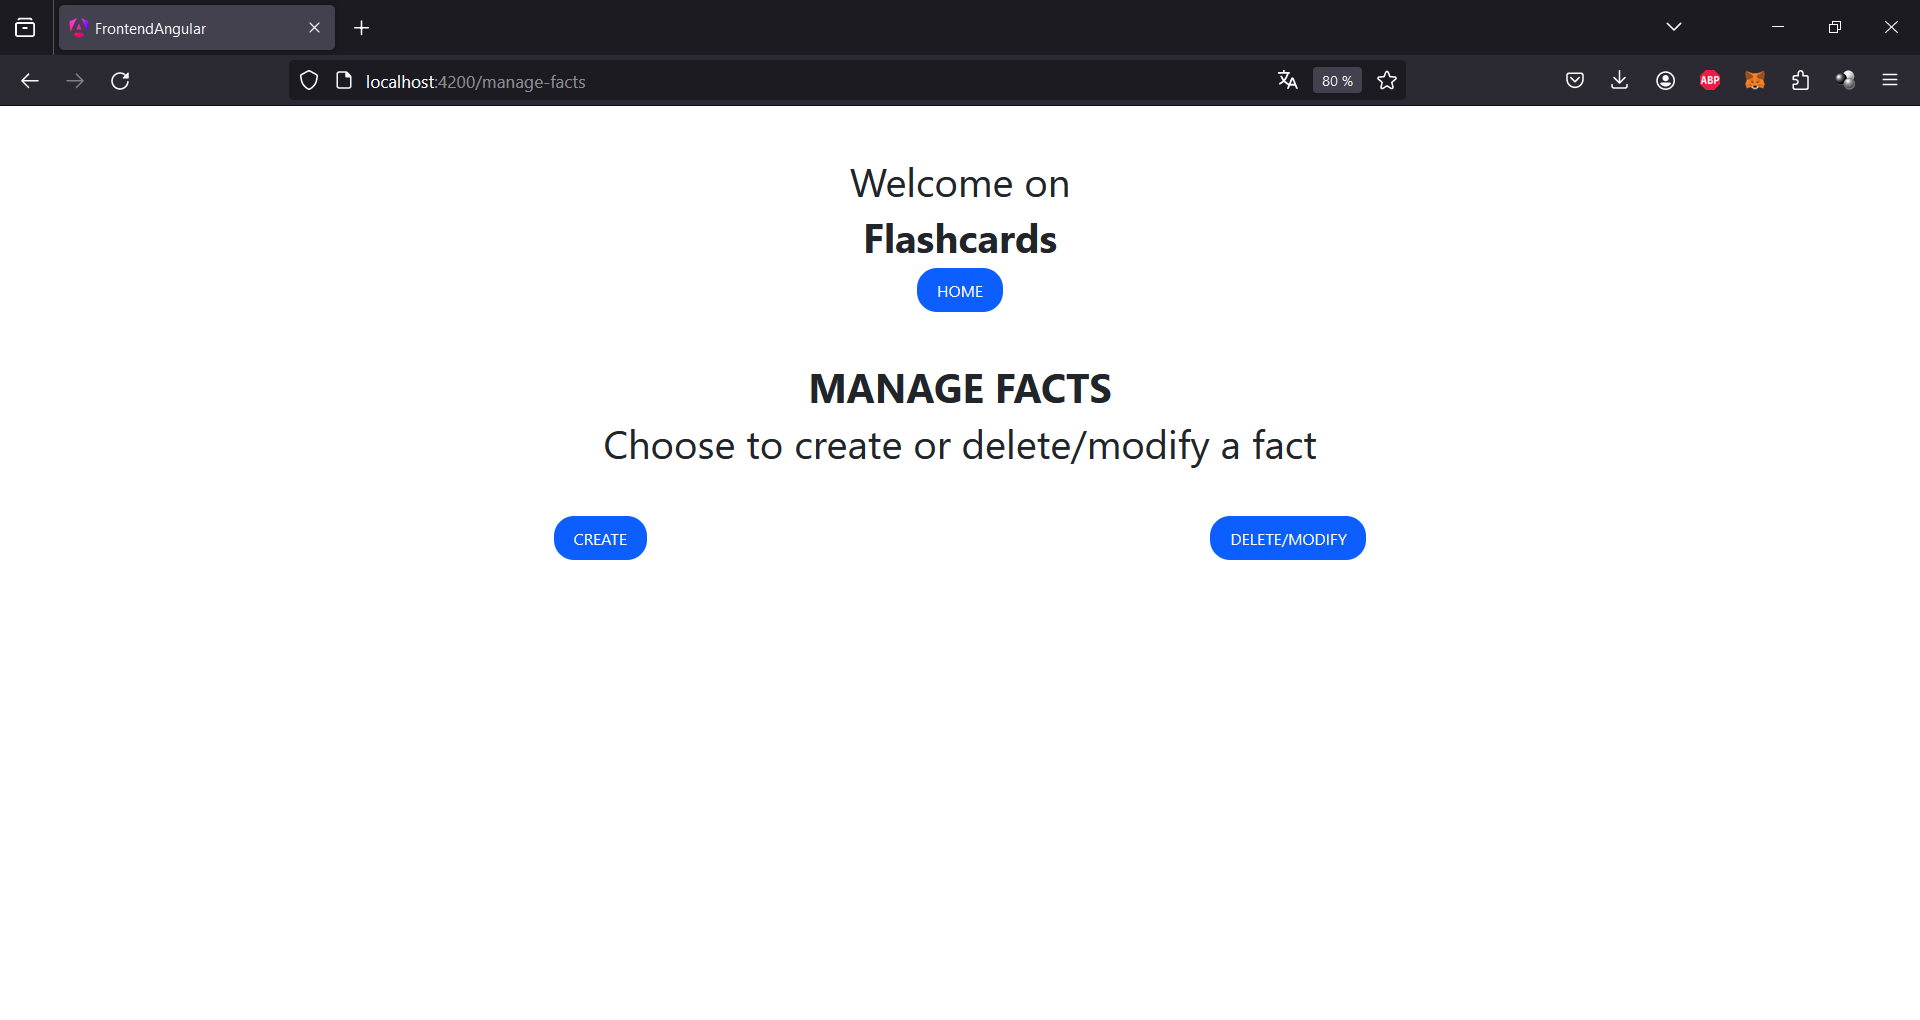 FrontendAngular
localhost:4200/manage-facts
80 %
ABP
Welcome on
Flashcards
HOME
MANAGE FACTS
Choose to create or delete/modify a fact
CREATE
DELETE/MODIFY